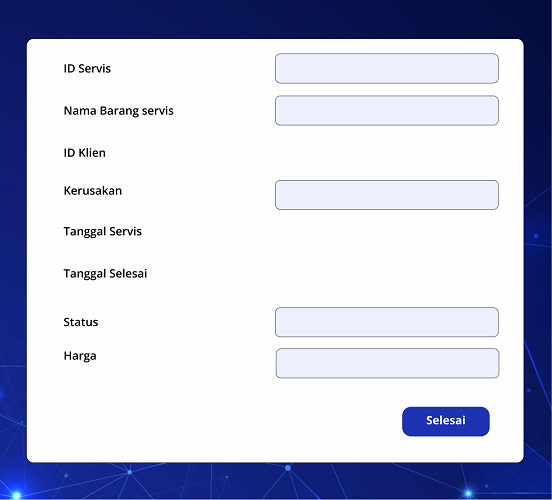 ID Servis
Nama Barang servis
ID Klien
Kerusakan
Tanggal Servis
Tanggal Selesai
Status
Harga
Selesai